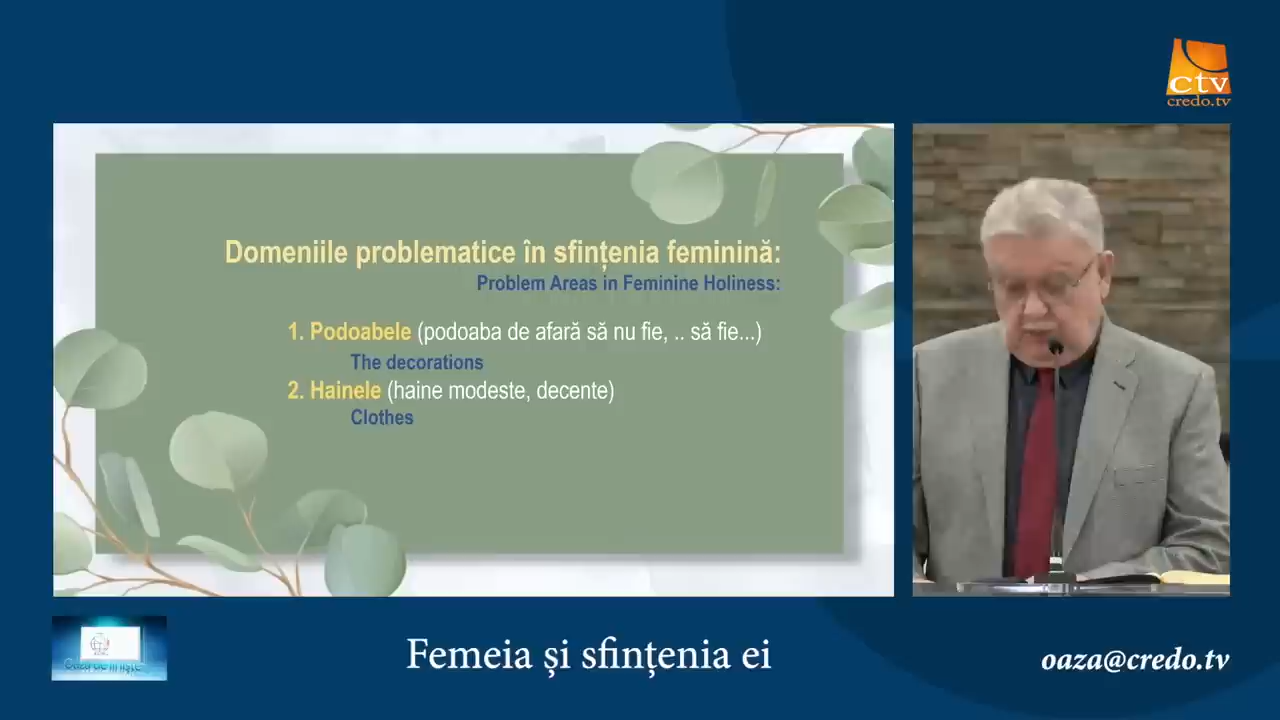 ctv
credo.tv
Domeniile problematice în sfințenia feminină:
Problem Areas in Feminine Holiness:
1. Podoabele (podoaba de afară să nu fie, .. să fie...)
The decorations
2. Hainele (haine modeste, decente)
Clothes
Femeia și sfințenia ei
oaza@credo.tv